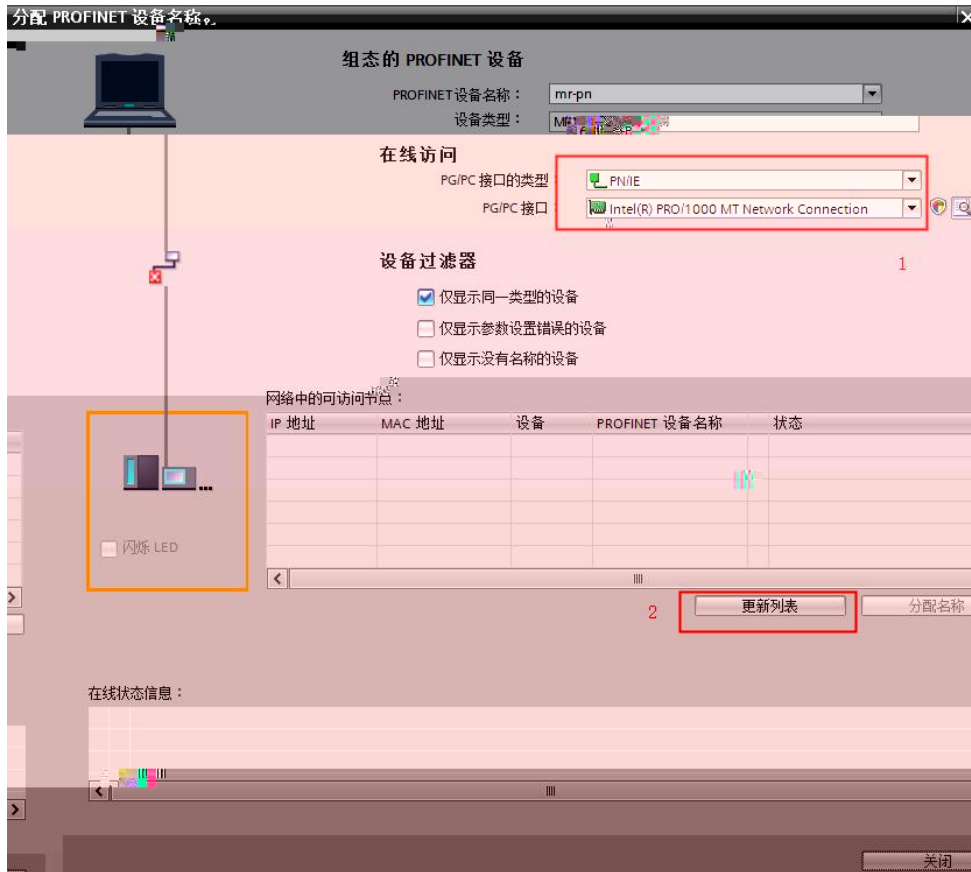 分配 PROFINET 设备名称。
组态的 PROFINET 设备
PROFINET设备名称： mr-pn
设备类型：
在线访问
PG/PC 接口的类型： PN/IE
PG/PC 接口： Intel(R) PRO/1000 MT Network Connection
1
设备过滤器
仅显示同一类型的设备
仅显示参数设置错误的设备
仅显示没有名称的设备
网络中的可访问节点：
IP 地址 MAC 地址 设备 PROFINET 设备名称 状态
闪烁 LED
2 更新列表 分配名称
在线状态信息：
关闭